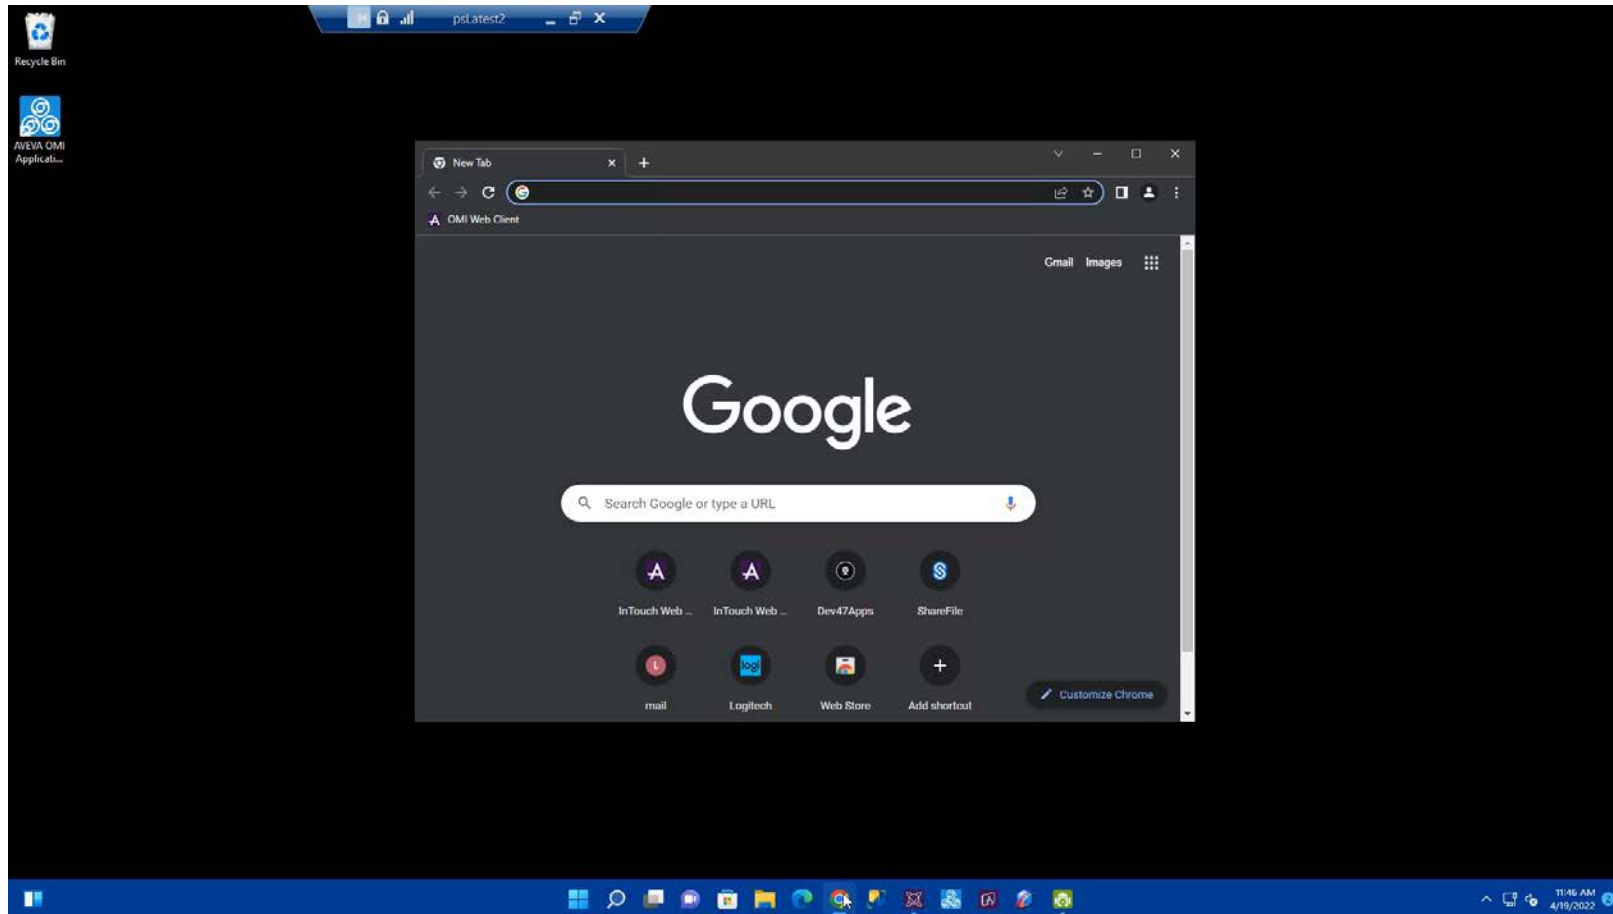 psLatest2
Recycle Bin
AVEVA OMI
Applicati...
New Tab
OMI Web Client
Gmail Images
Google
Search Google or type a URL
InTouch Web ... InTouch Web ... Dev47Apps ShareFile
L logi
mail Logitech Web Store Add shortcut
Customize Chrome
11:46 AM
4/19/2022